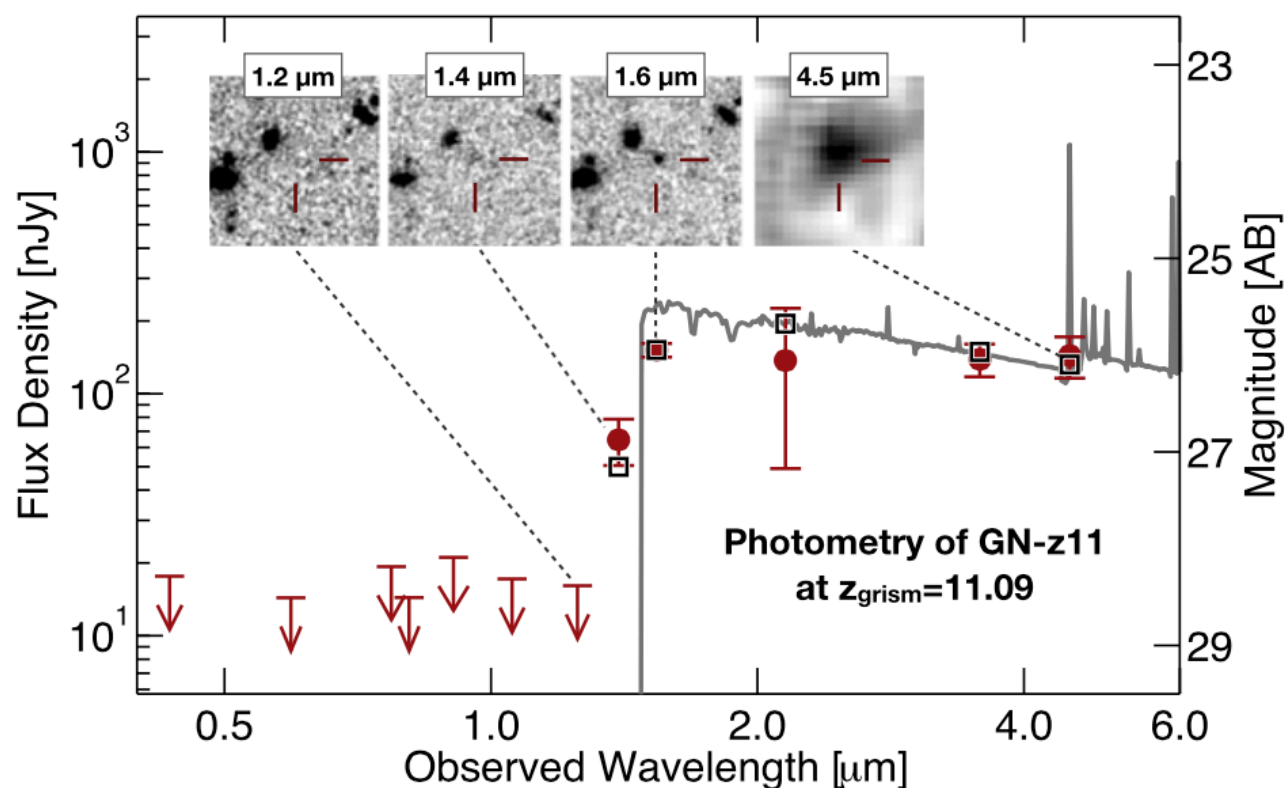 1.2 µm
1.4 µm
1.6 µm
4.5 µm
10³
10²
10¹
Flux Density [nJy]
23
25
27
29
Magnitude [AB]
Photometry of GN-z11
at z_grism=11.09
0.5
1.0
2.0
4.0
6.0
Observed Wavelength [µm]